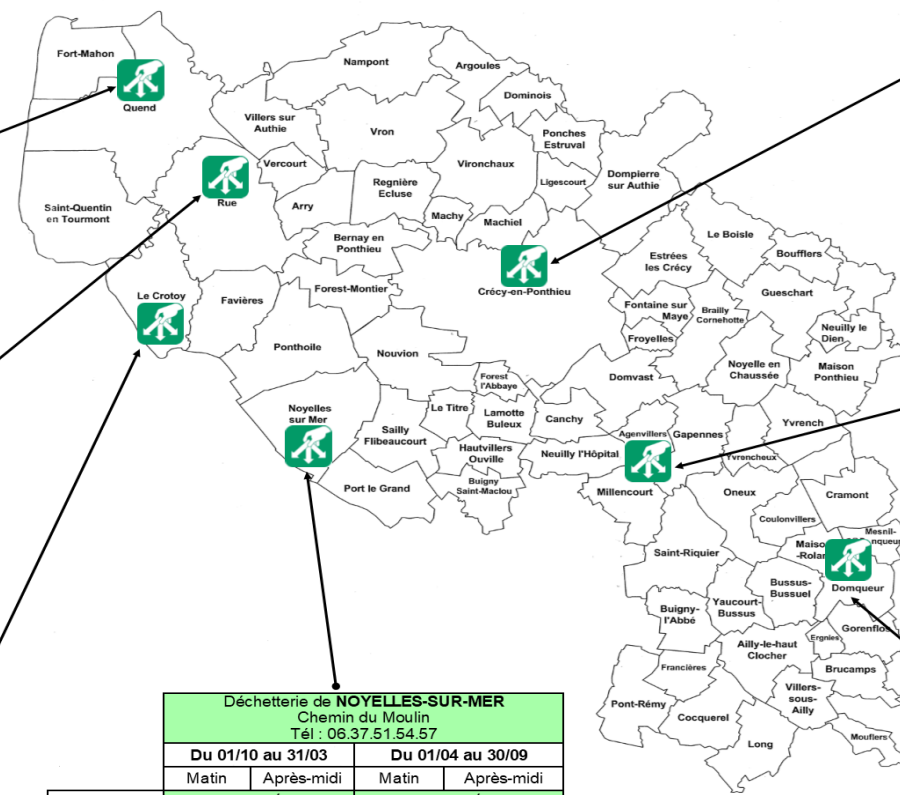 Fort-Mahon
Quend
Nampont
Argoules
Dominois
Villers sur
Authie
Vron
Ponches
Estruval
Vercourt
Vironchaux
Rue
Regnière
Ecluse
Ligescourt
Dompierre
sur Authie
Saint-Quentin
en Tourmont
Arry
Machy
Machiel
Bernay en
Ponthieu
Le Boisle
Estrées
les Crécy
Boufflers
Crécy-en-Ponthieu
Forest-Montier
Le Crotoy
Favières
Gueschart
Fontaine sur
Maye
Brailly
Cornehotte
Froyelles
Neuilly le
Dien
Ponthoile
Nouvion
Noyelle en
Chaussée
Maison
Ponthieu
Forest
l'Abbaye
Domvast
Noyelles
sur Mer
Le Titre
Lamotte
Buleux
Canchy
Sailly
Flibeaucourt
Agenvillers
Gapennes
Yvrench
Hautvillers
Ouville
Neuilly l'Hôpital
Yvrencheux
Port le Grand
Buigny
Saint-Maclou
Millencourt
Oneux
Cramont
Coulonvillers
Saint-Riquier
Domqueur
Bussus-
Bussuel
Yaucourt-
Bussus
Buigny-
l'Abbé
Gorenflos
Ergnies
Ailly-le-haut
Clocher
Francières
Brucamps
Villers-
sous-
Ailly
Pont-Rémy
Cocquerel
Long
Mouflers
Déchetterie de NOYELLES-SUR-MER
Chemin du Moulin
Tél : 06.37.51.54.57
Du 01/10 au 31/03 Du 01/04 au 30/09
Matin Après-midi Matin Après-midi